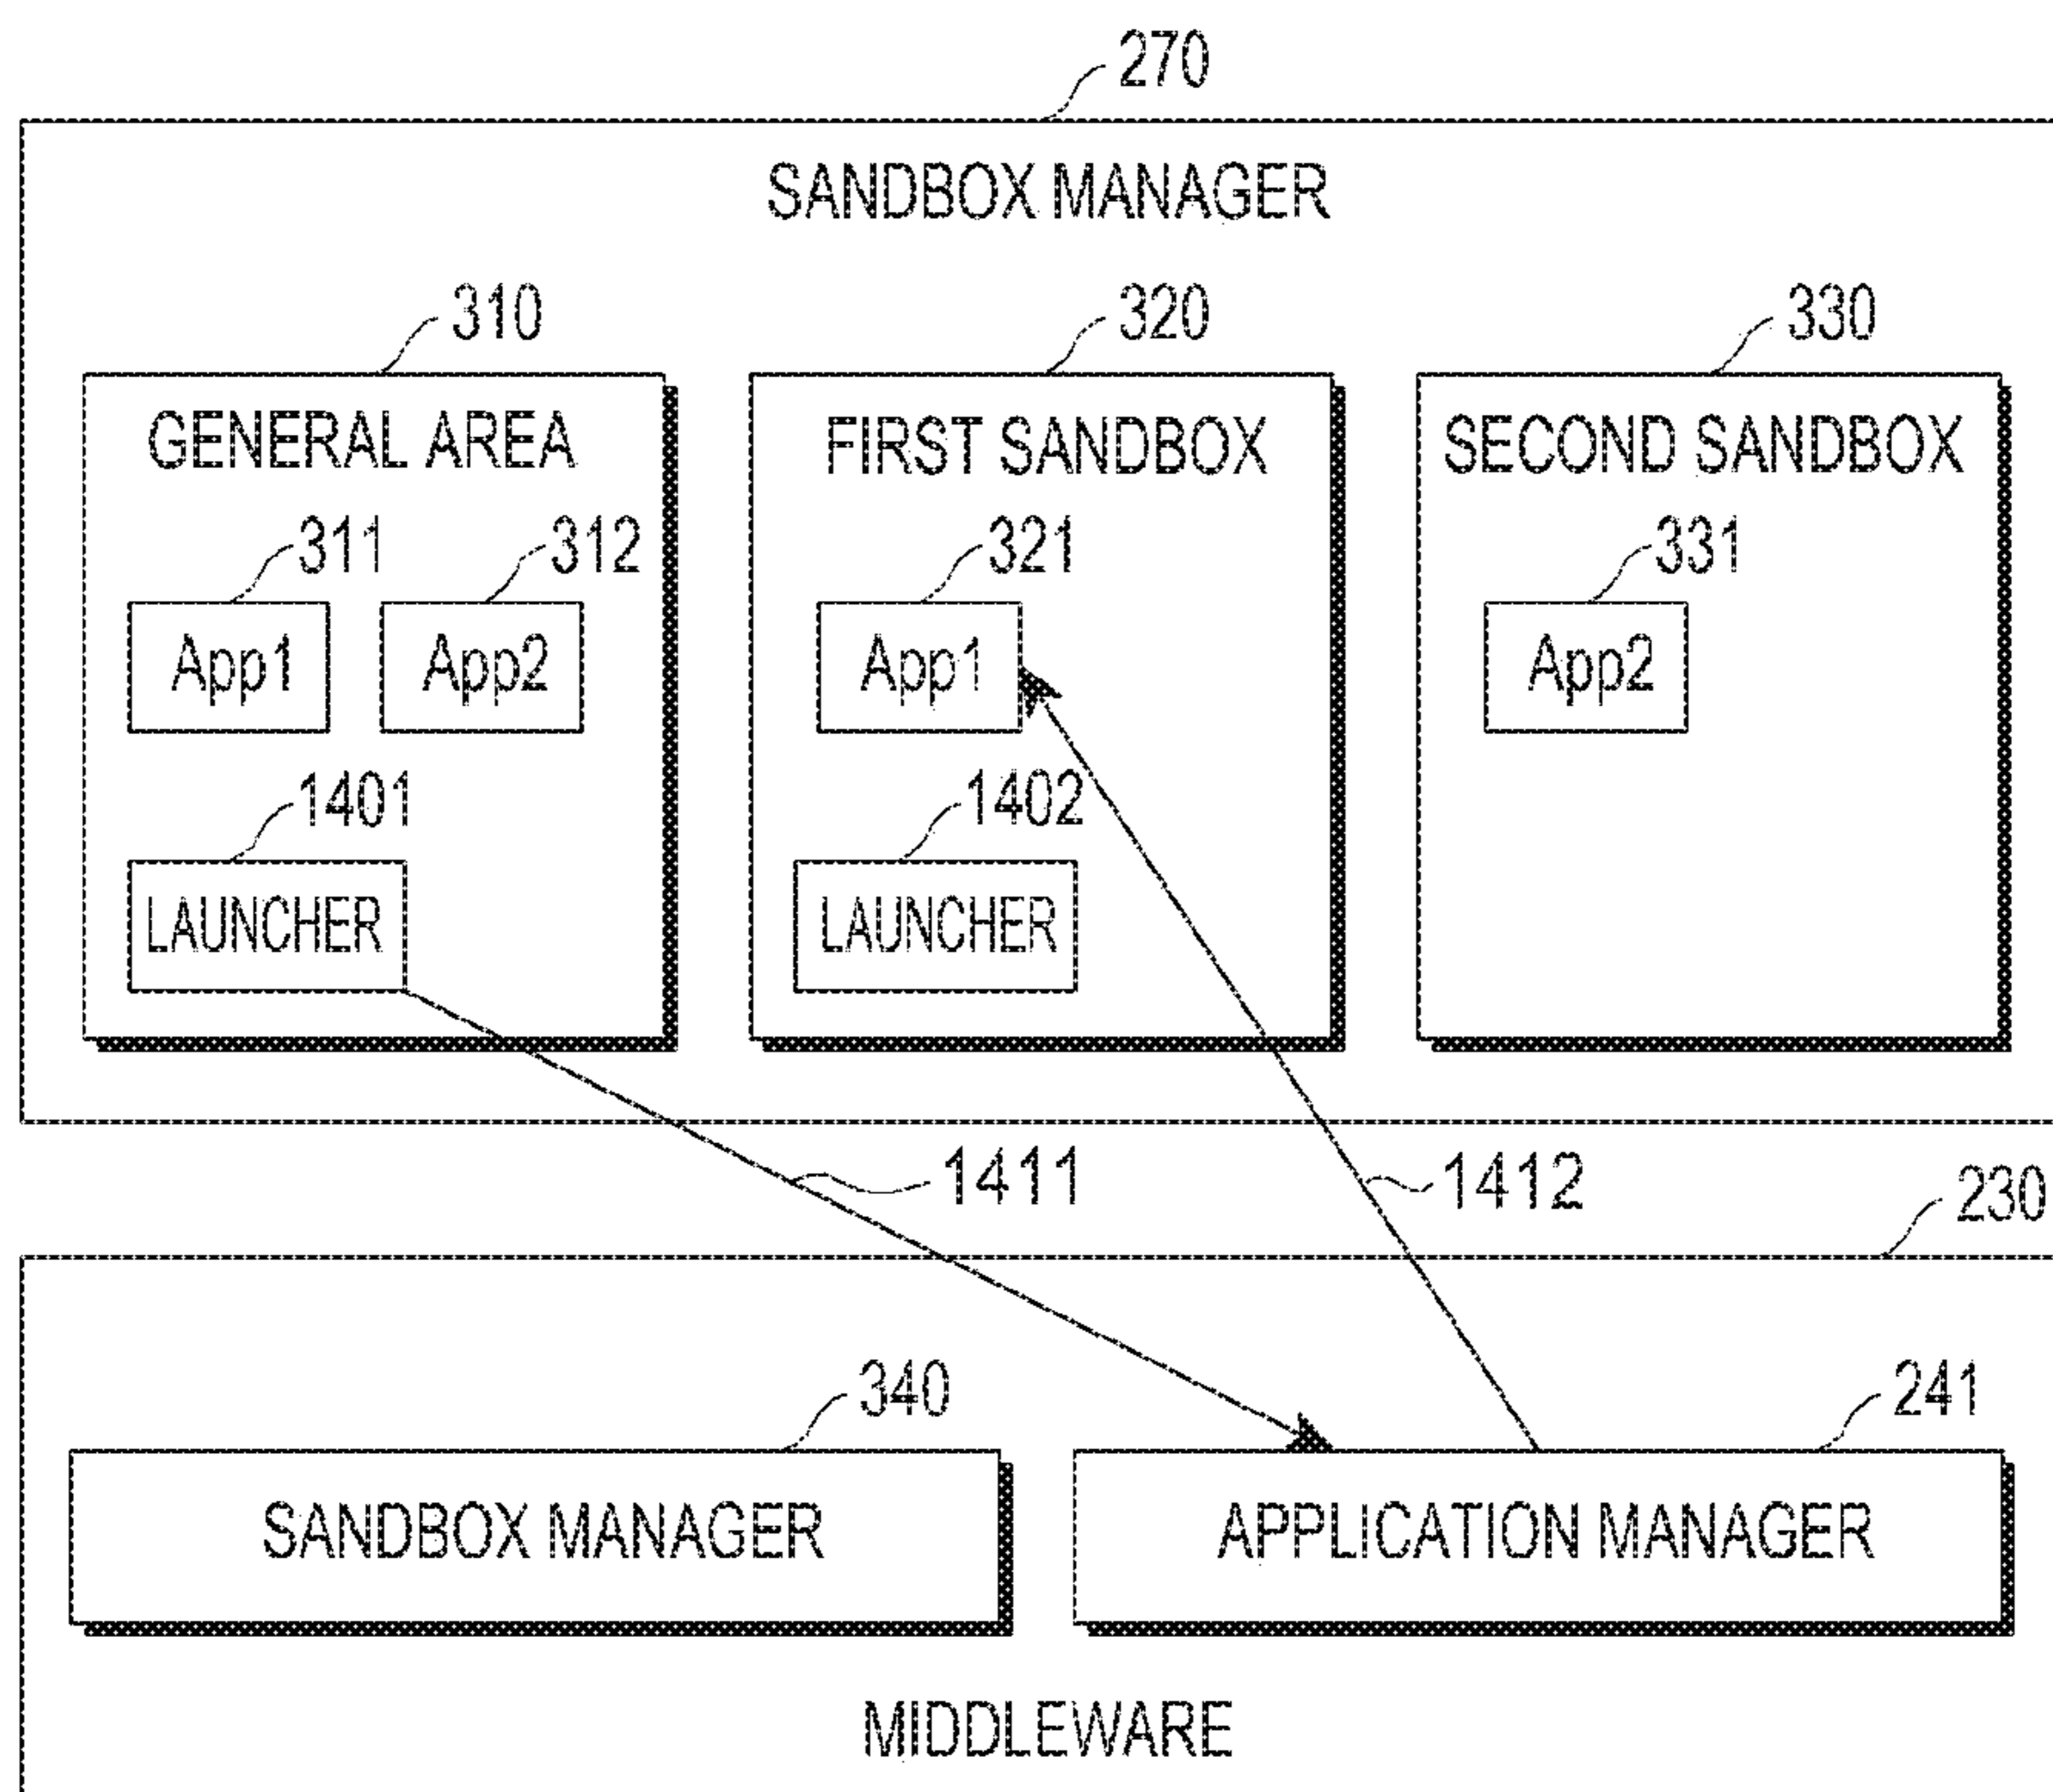 270
SANDBOX MANAGER
310
320
330
GENERAL AREA
FIRST SANDBOX
SECOND SANDBOX
311
312
321
331
App1
App2
App1
App2
1401
1402
LAUNCHER
LAUNCHER
1411
1412
230
340
241
SANDBOX MANAGER
APPLICATION MANAGER
MIDDLEWARE